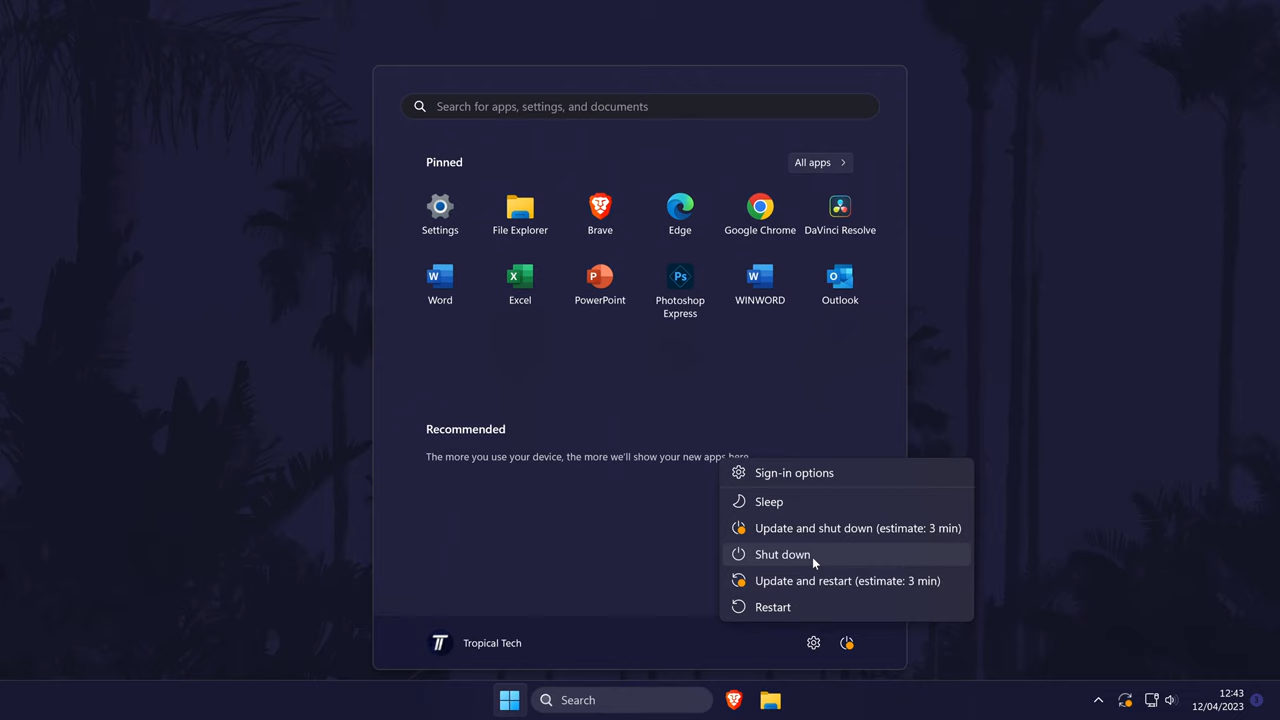 Search for apps, settings, and documents
Pinned
All apps
Settings
File Explorer
Brave
Edge
Google Chrome
DaVinci Resolve
Word
Excel
PowerPoint
Photoshop
Express
WINWORD
Outlook
Recommended
The more you use your device, the more we'll show your new apps here.
Sign-in options
Sleep
Update and shut down (estimate: 3 min)
Shut down
Update and restart (estimate: 3 min)
Restart
Tropical Tech
Search
12:43
12/04/2023